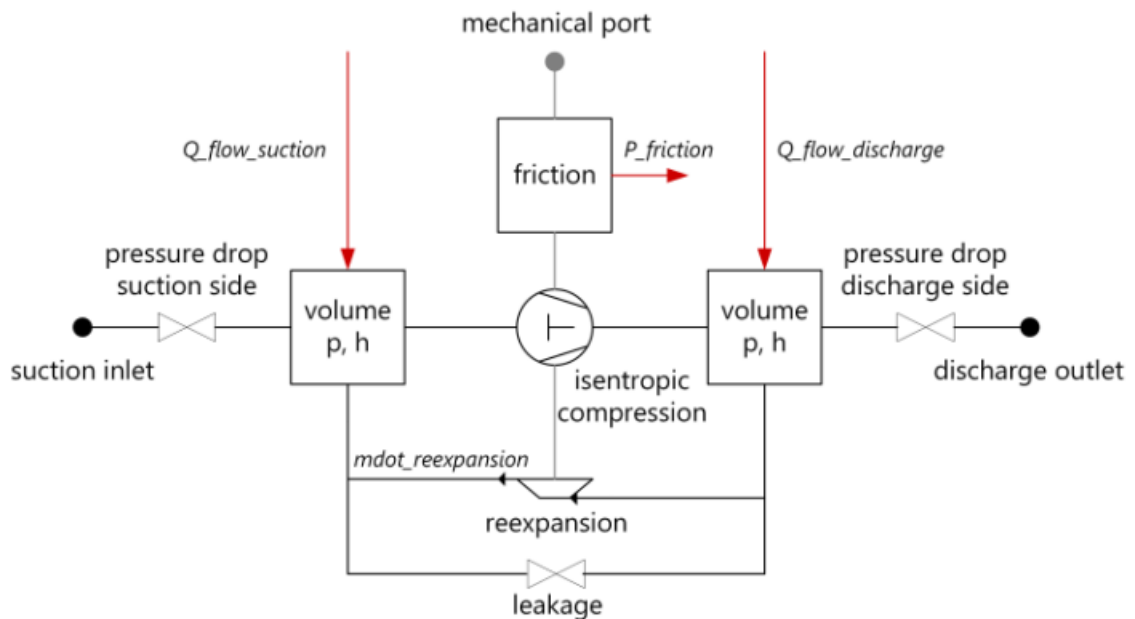 mechanical port
Q_flow_suction
P_friction
Q_flow_discharge
friction
pressure drop
suction side
pressure drop
discharge side
volume
p, h
volume
p, h
suction inlet
isentropic
compression
discharge outlet
mdot_reexpansion
reexpansion
leakage